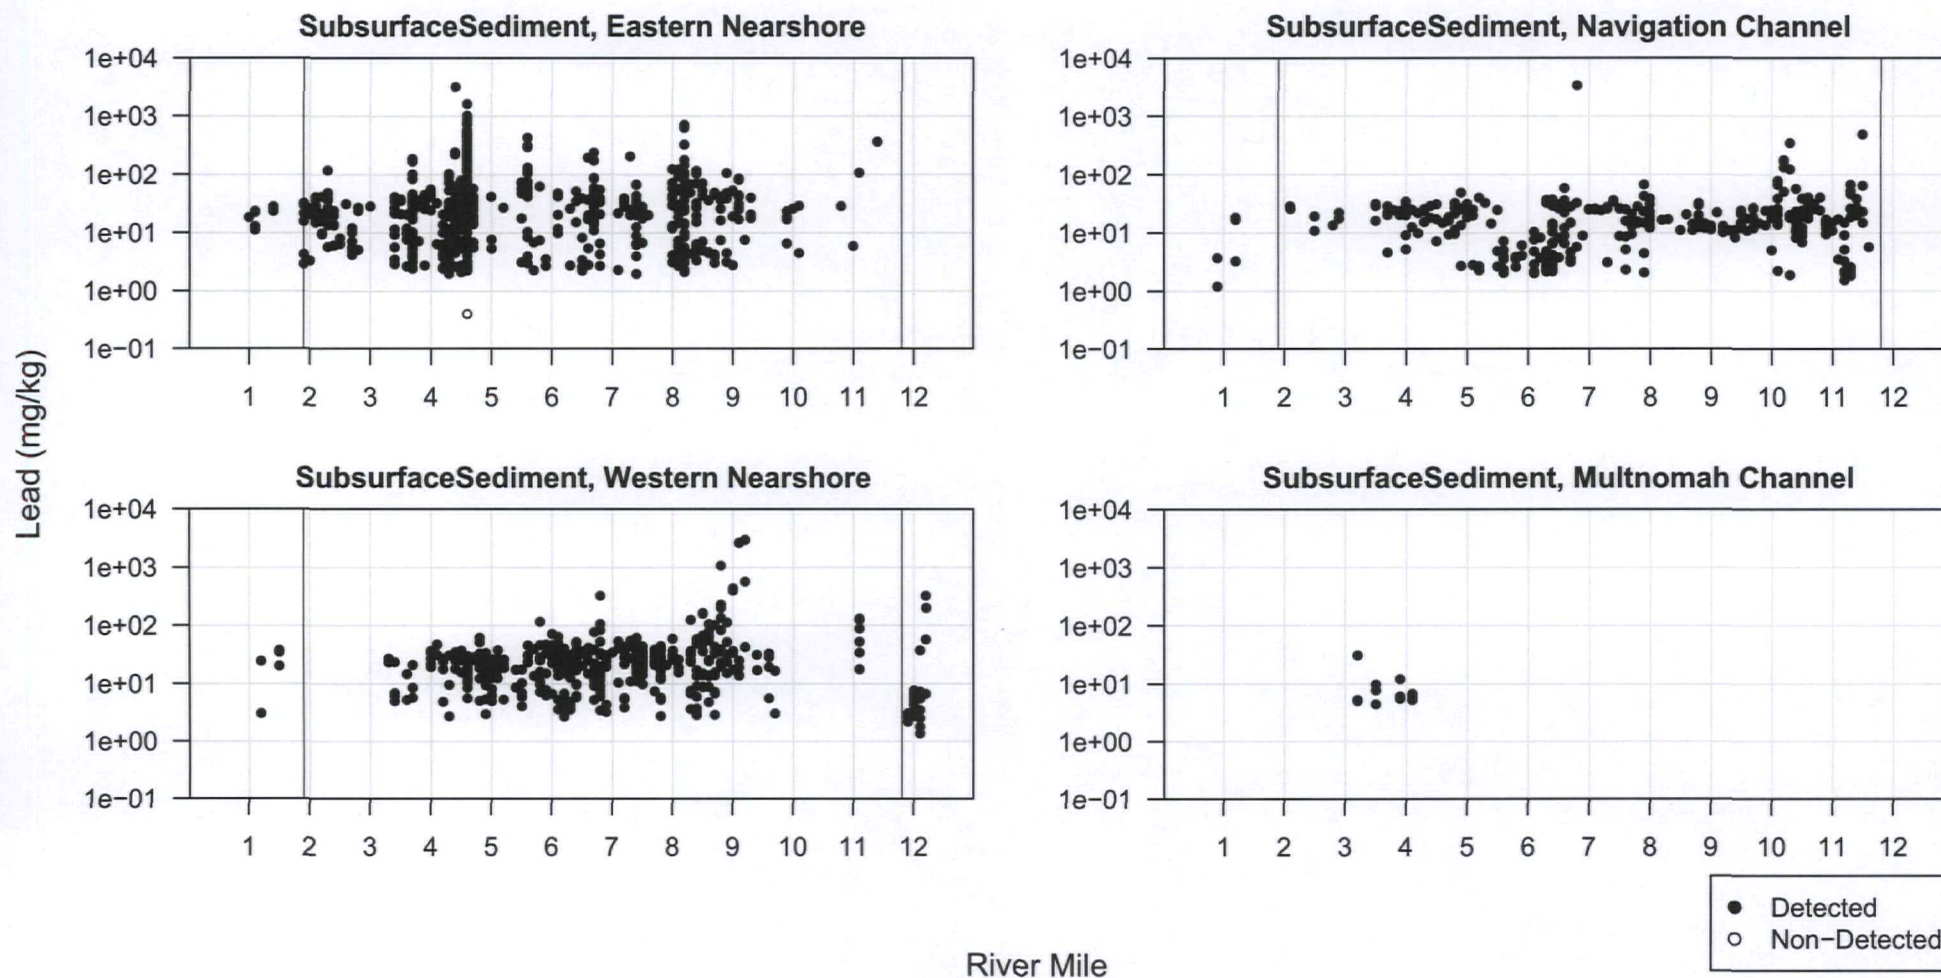 SubsurfaceSediment, Eastern Nearshore
1e+04
1e+03
1e+02
1e+01
1e+00
1e−01
1 2 3 4 5 6 7 8 9 10 11 12
SubsurfaceSediment, Navigation Channel
1e+04
1e+03
1e+02
1e+01
1e+00
1e−01
1 2 3 4 5 6 7 8 9 10 11 12
Lead (mg/kg)
SubsurfaceSediment, Western Nearshore
1e+04
1e+03
1e+02
1e+01
1e+00
1e−01
1 2 3 4 5 6 7 8 9 10 11 12
SubsurfaceSediment, Multnomah Channel
1e+04
1e+03
1e+02
1e+01
1e+00
1e−01
1 2 3 4 5 6 7 8 9 10 11 12
Detected
Non−Detected
River Mile